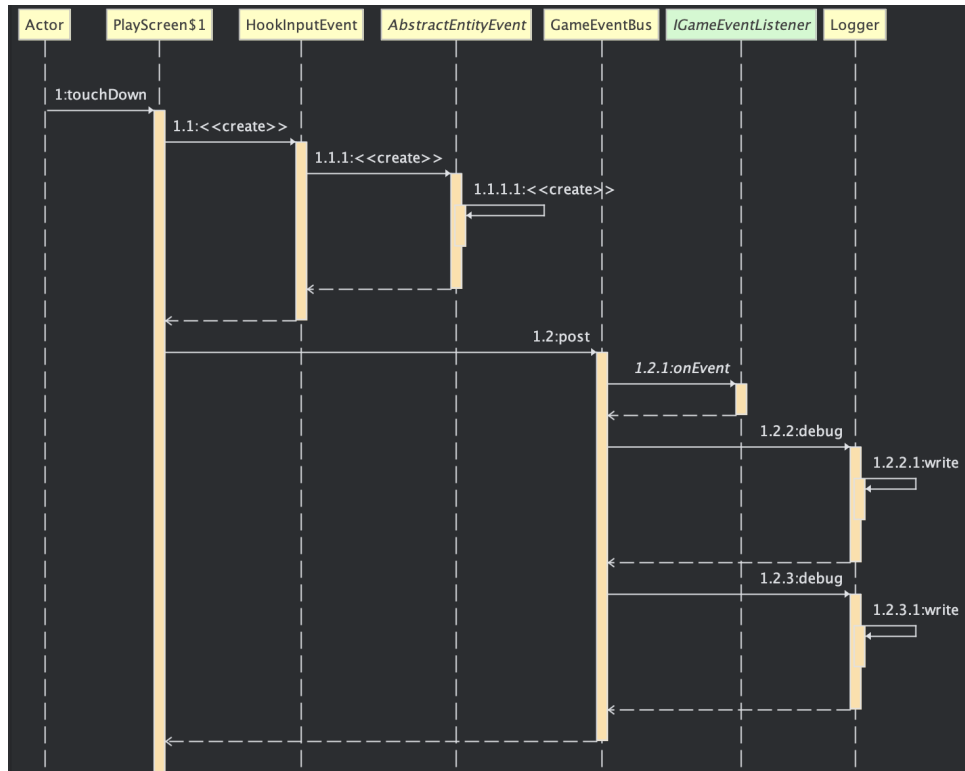 Actor
PlayScreen$1
HookInputEvent
AbstractEntityEvent
GameEventBus
IGameEventListener
Logger
1:touchDown
1.1:<<create>>
1.1.1:<<create>>
1.1.1.1:<<create>>
1.2:post
1.2.1:onEvent
1.2.2:debug
1.2.2.1:write
1.2.3:debug
1.2.3.1:write